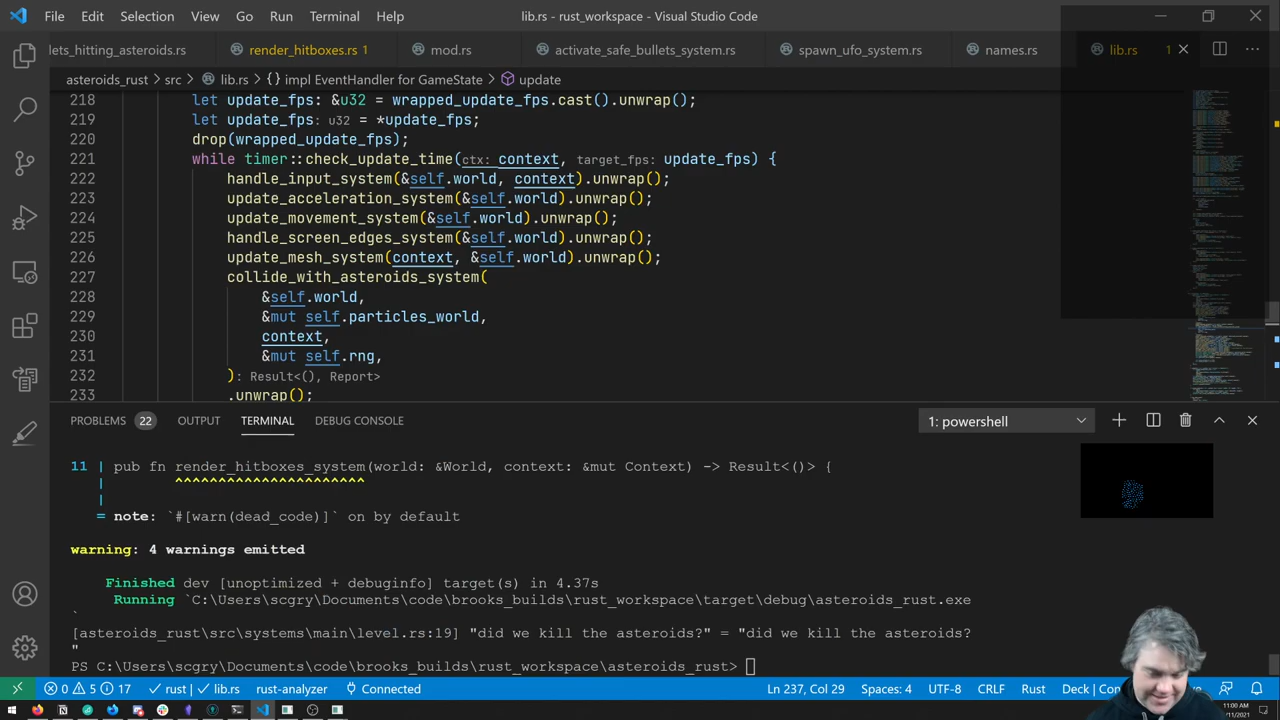 File Edit Selection View Go Run Terminal Help
lib.rs - rust_workspace - Visual Studio Code
lets_hitting_asteroids.rs render_hitboxes.rs 1 mod.rs activate_safe_bullets_system.rs spawn_ufo_system.rs names.rs lib.rs 1
asteroids_rust > src > lib.rs > {} impl EventHandler for GameState > update
218 let update_fps: &u32 = wrapped_update_fps.cast().unwrap();
219 let update_fps: u32 = *update_fps;
220 drop(wrapped_update_fps);
221 while timer::check_update_time(ctx: context, target_fps: update_fps) {
222 handle_input_system(&self.world, context).unwrap();
223 update_acceleration_system(&self.world).unwrap();
224 update_movement_system(&self.world).unwrap();
225 handle_screen_edges_system(&self.world).unwrap();
226 update_mesh_system(context, &self.world).unwrap();
227 collide_with_asteroids_system(
228 &self.world,
229 &mut self.particles_world,
230 context,
231 &mut self.rng,
232 ): Result<(), Report>
233 .unwrap();
PROBLEMS 22 OUTPUT TERMINAL DEBUG CONSOLE
1: powershell
11 | pub fn render_hitboxes_system(world: &World, context: &mut Context) -> Result<()> {
| ^^^^^^^^^^^^^^^^^^^^^^
|
= note: `#[warn(dead_code)]` on by default
warning: 4 warnings emitted
Finished dev [unoptimized + debuginfo] target(s) in 4.37s
Running `C:\Users\scgry\Documents\code\brooks_builds\rust_workspace\target\debug\asteroids_rust.exe
`
[asteroids_rust\src\systems\main\level.rs:19] "did we kill the asteroids?" = "did we kill the asteroids?
"
PS C:\Users\scgry\Documents\code\brooks_builds\rust_workspace\asteroids_rust>
0 5 17 rust | lib.rs rust-analyzer Connected Ln 237, Col 29 Spaces: 4 UTF-8 CRLF Rust Deck | Con
11:00 AM